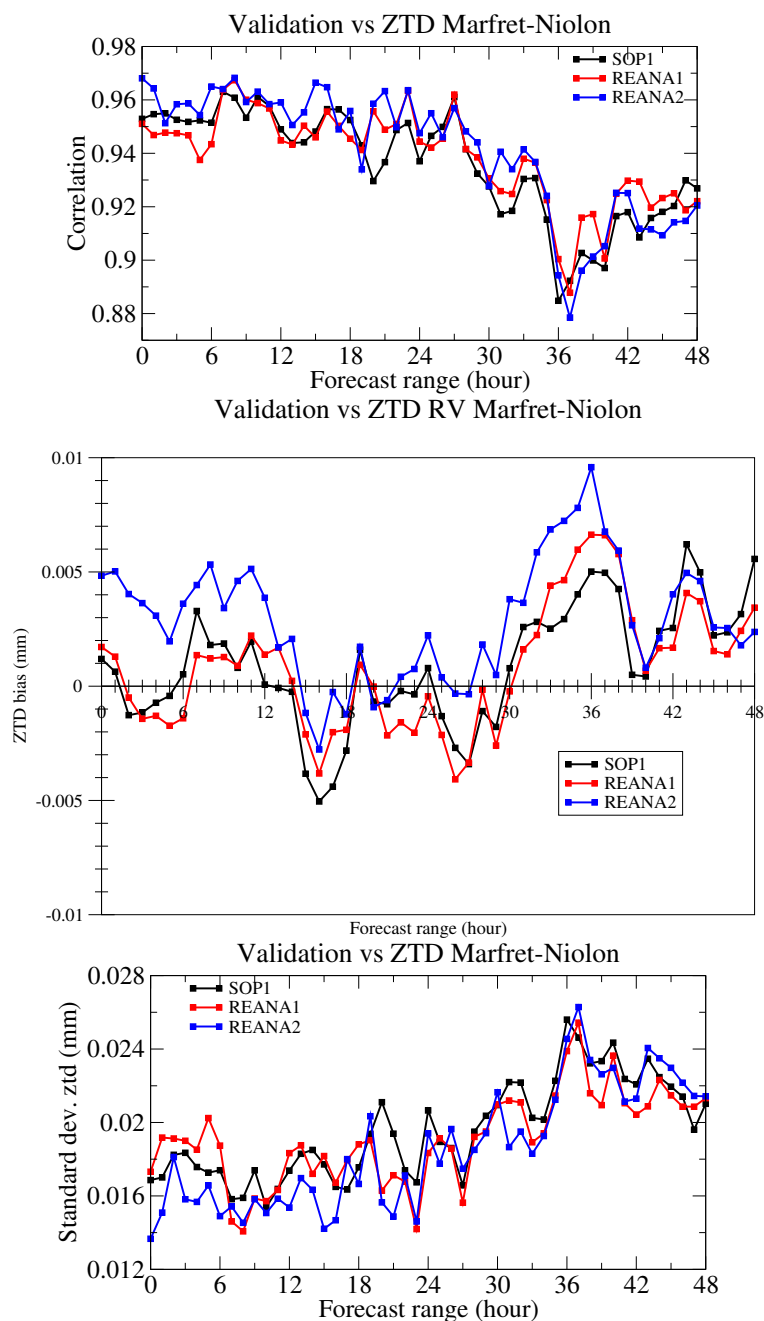 Validation vs ZTD Marfret-Niolon
0.98
0.96
0.94
0.92
0.9
0.88
Correlation
SOP1
REANA1
REANA2
0 6 12 18 24 30 36 42 48
Forecast range (hour)
Validation vs ZTD RV Marfret-Niolon
0.01
0.005
0
-0.005
-0.01
ZTD bias (mm)
0 6 12 18 24 30 36 42 48
SOP1
REANA1
REANA2
Forecast range (hour)
Validation vs ZTD Marfret-Niolon
0.028
0.024
0.02
0.016
0.012
Standard dev. ztd (mm)
SOP1
REANA1
REANA2
0 6 12 18 24 30 36 42 48
Forecast range (hour)